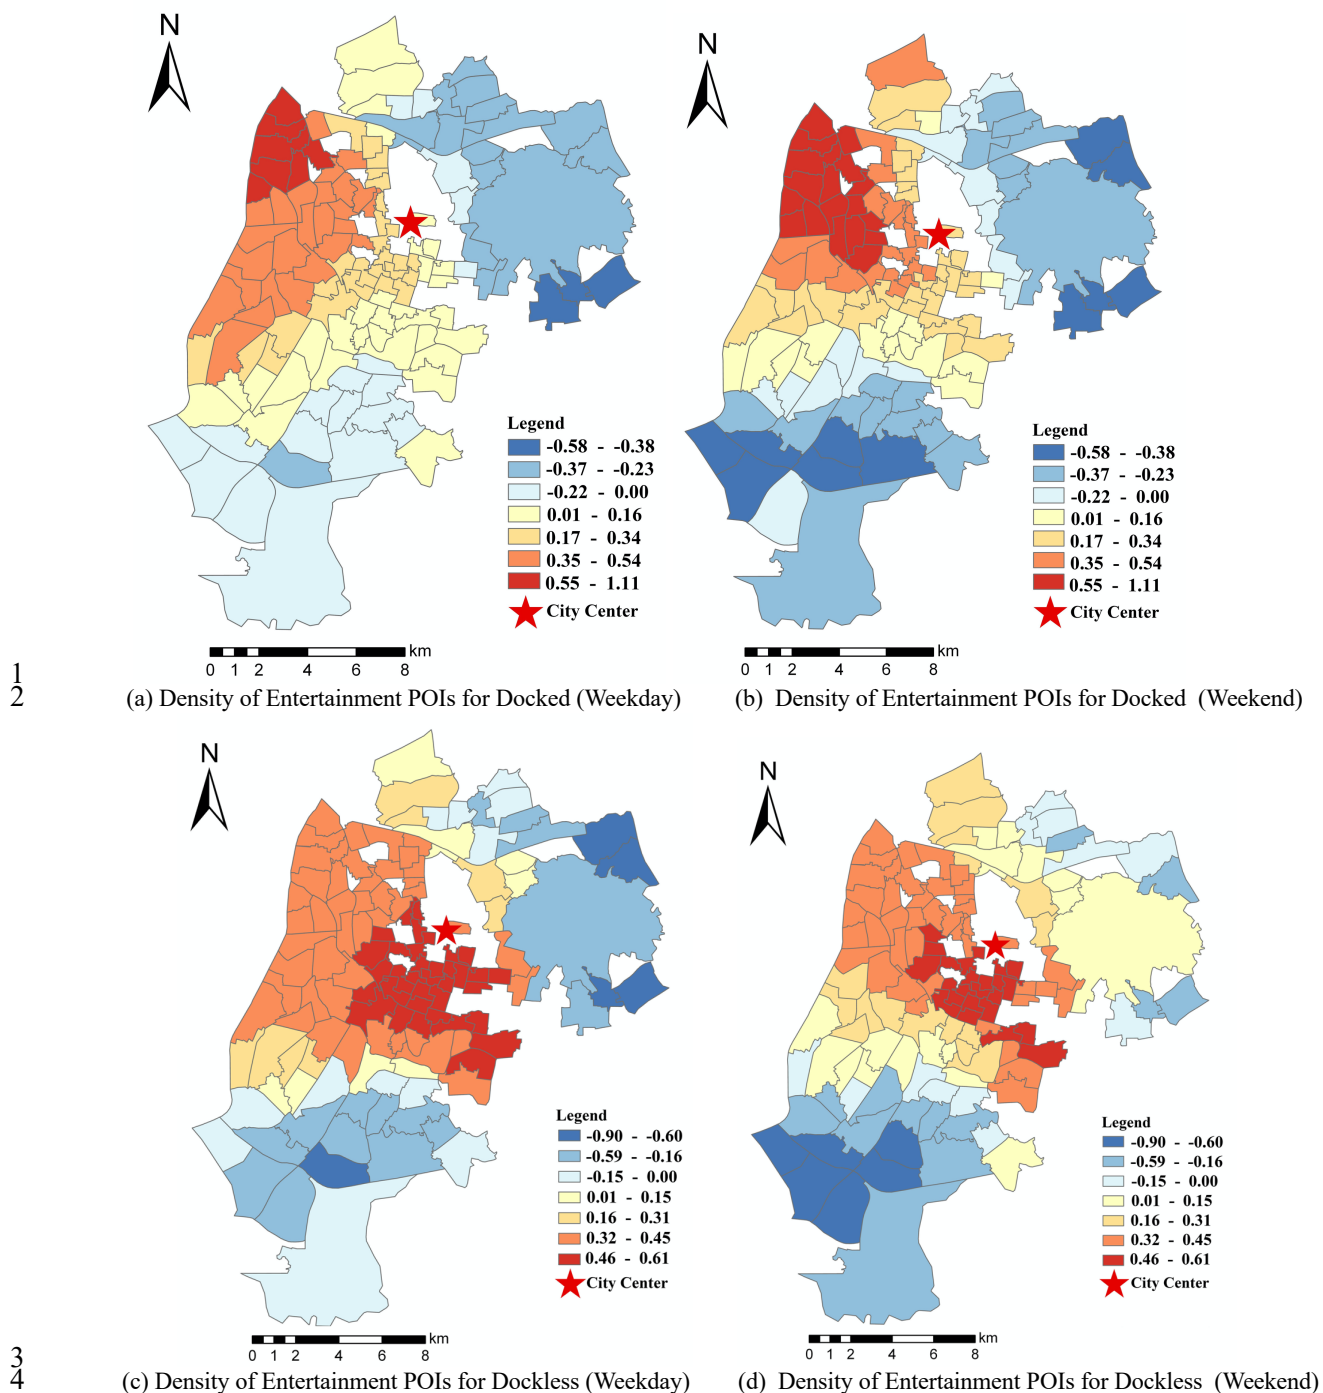 N
N
Legend
-0.58 - -0.38
-0.37 - -0.23
-0.22 - 0.00
0.01 - 0.16
0.17 - 0.34
0.35 - 0.54
0.55 - 1.11
City Center
Legend
-0.58 - -0.38
-0.37 - -0.23
-0.22 - 0.00
0.01 - 0.16
0.17 - 0.34
0.35 - 0.54
0.55 - 1.11
City Center
km
0 1 2 4 6 8
km
0 1 2 4 6 8
1
2
(a) Density of Entertainment POIs for Docked (Weekday)
(b) Density of Entertainment POIs for Docked (Weekend)
N
N
Legend
-0.90 - -0.60
-0.59 - -0.16
-0.15 - 0.00
0.01 - 0.15
0.16 - 0.31
0.32 - 0.45
0.46 - 0.61
City Center
Legend
-0.90 - -0.60
-0.59 - -0.16
-0.15 - 0.00
0.01 - 0.15
0.16 - 0.31
0.32 - 0.45
0.46 - 0.61
City Center
km
0 1 2 4 6 8
km
0 1 2 4 6 8
3
4
(c) Density of Entertainment POIs for Dockless (Weekday)
(d) Density of Entertainment POIs for Dockless (Weekend)